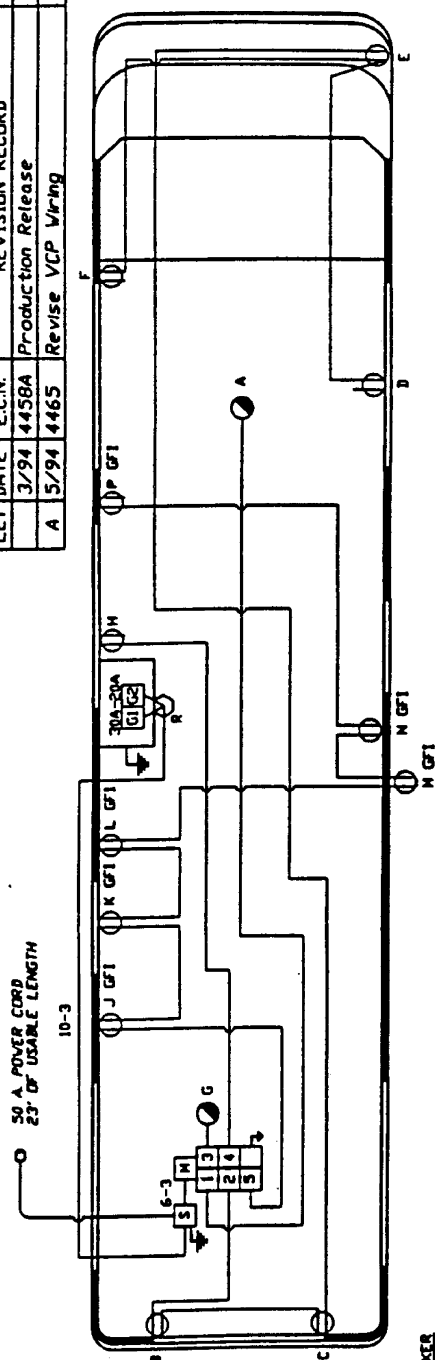 LET DATE E.C.N. REVISION RECORD
3/94 4458A Production Release
A 5/94 4465 Revise VCP Wiring
50 A POWER CORD
23' OF USABLE LENGTH
10-3
J GFI
K GFI
L GFI
30A-20A
G1 G2
R
H
P GFI
F
E
6-3
S
M
1 3
2 4
5
G
A
B
C
M GFI
N GFI
D